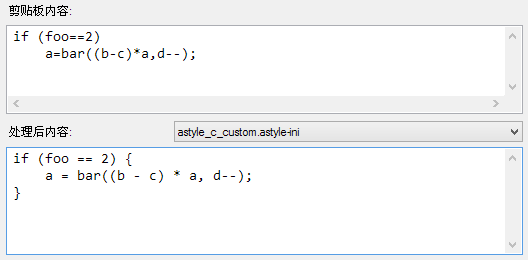 剪贴板内容:
if (foo==2)
    a=bar((b-c)*a,d--);
处理后内容:
astyle_c_custom.astyle-ini
if (foo == 2) {
    a = bar((b - c) * a, d--);
}